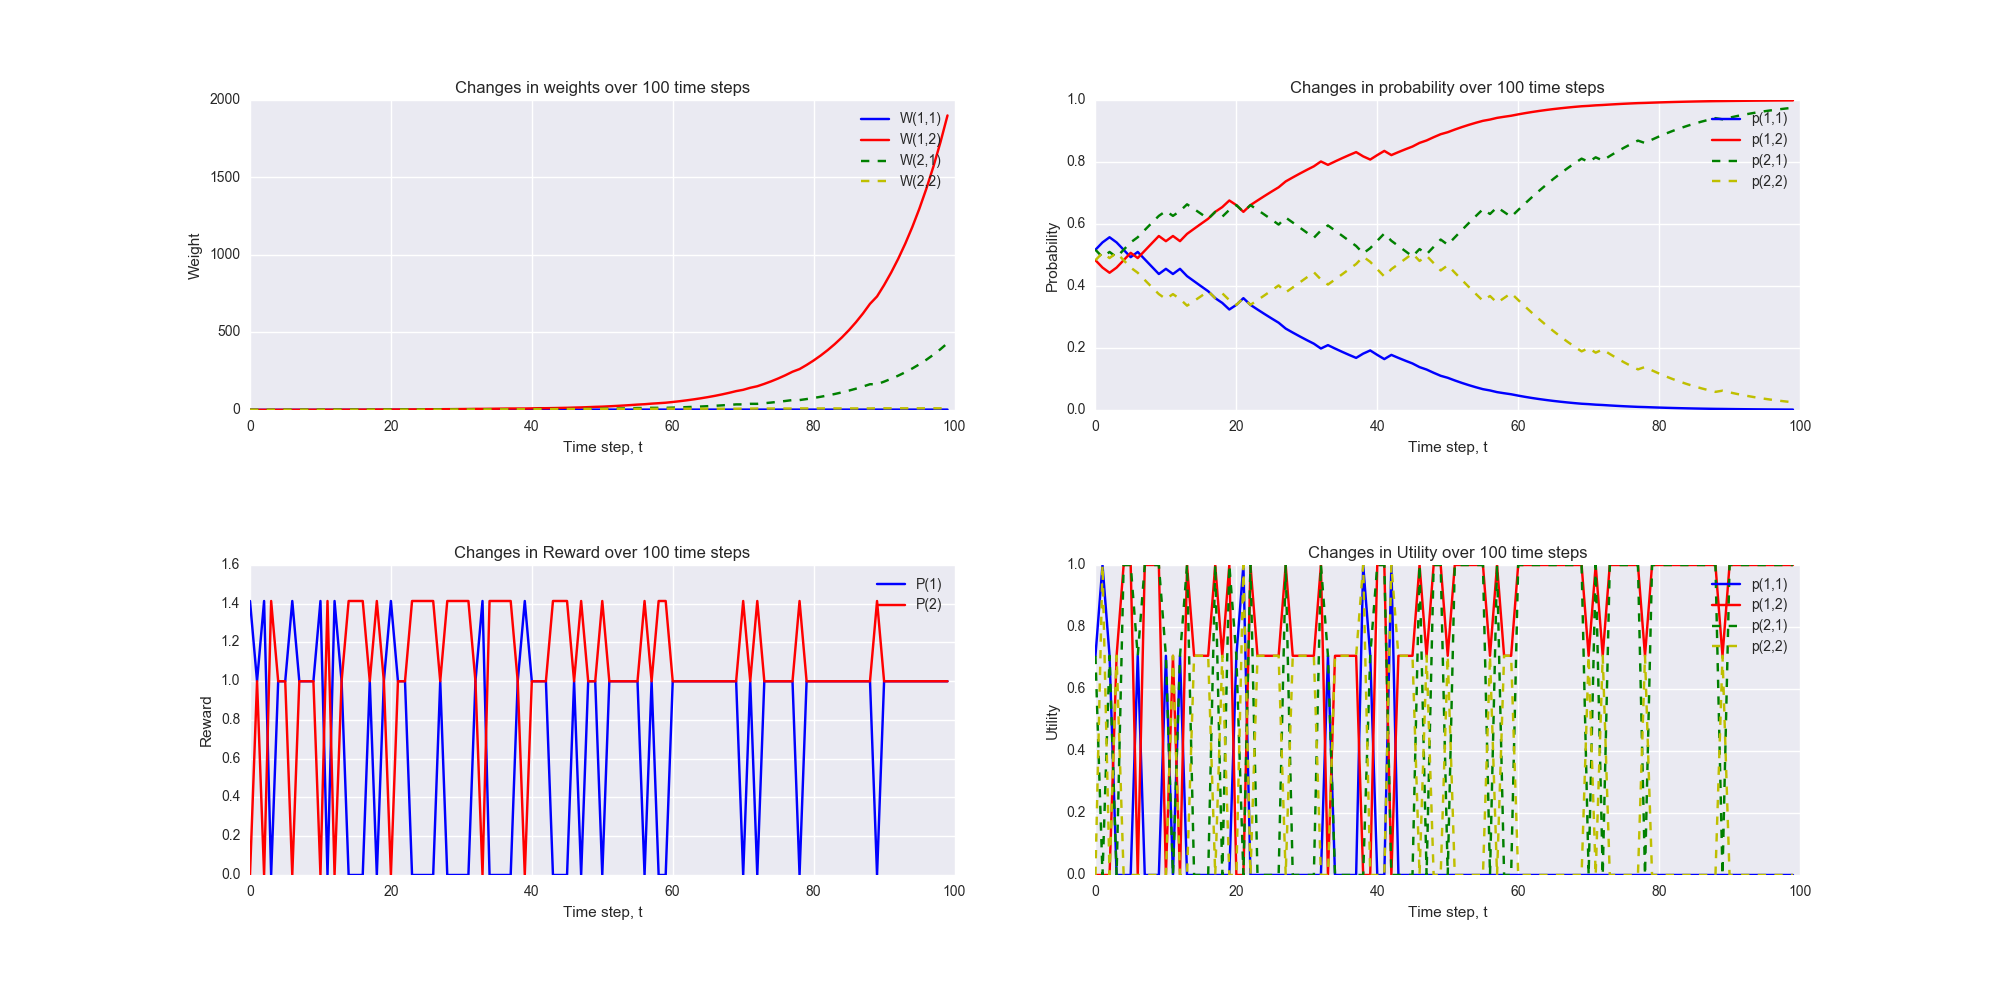 Changes in weights over 100 time steps
2000
1500
1000
500
0
Weight
0 20 40 60 80 100
Time step, t
W(1,1)
W(1,2)
W(2,1)
W(2,2)
Changes in probability over 100 time steps
1.0
0.8
0.6
0.4
0.2
0.0
Probability
0 20 40 60 80 100
Time step, t
p(1,1)
p(1,2)
p(2,1)
p(2,2)
Changes in Reward over 100 time steps
1.6
1.4
1.2
1.0
0.8
0.6
0.4
0.2
0.0
Reward
0 20 40 60 80 100
Time step, t
P(1)
P(2)
Changes in Utility over 100 time steps
1.0
0.8
0.6
0.4
0.2
0.0
Utility
0 20 40 60 80 100
Time step, t
p(1,1)
p(1,2)
p(2,1)
p(2,2)